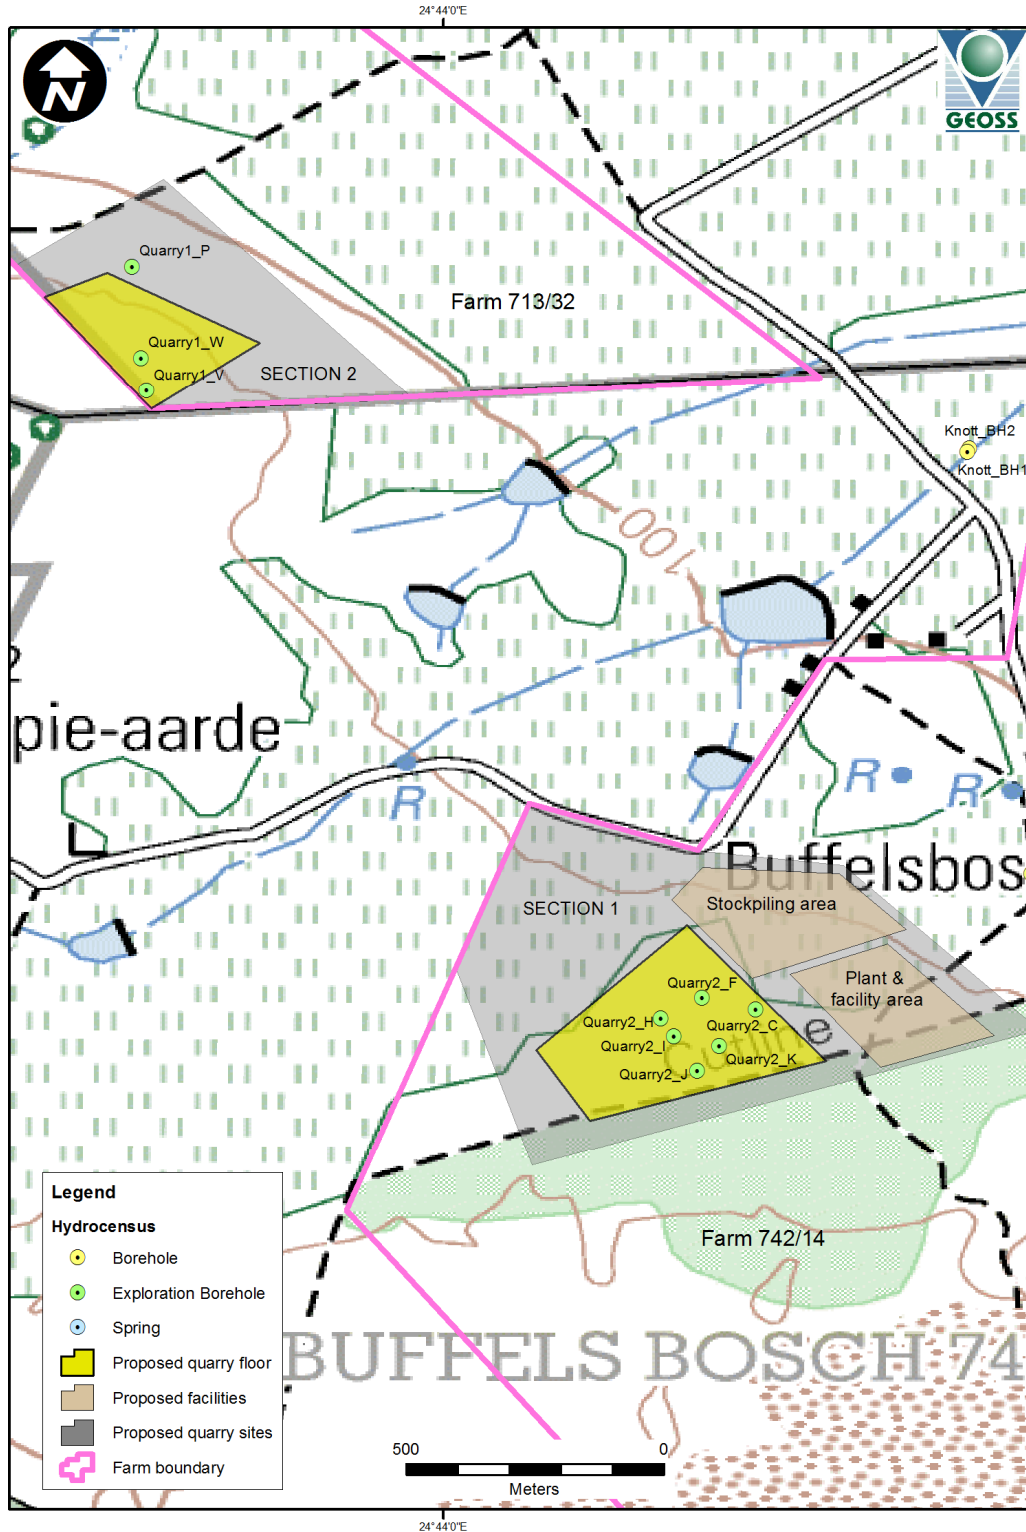 24°44'0"E
N
GEOSS
Quarry1_P
Farm 713/32
Quarry1_W
Quarry1_V
SECTION 2
Knott_BH2
Knott_BH1
100
2
pie-aarde
R
R
R
Buffelsbos
SECTION 1
Stockpiling area
Plant &
facility area
Quarry2_F
Quarry2_H
Quarry2_C
Quarry2_I
Cutline
Quarry2_K
Quarry2_J
Farm 742/14
BUFFELS BOSCH 74
Legend
Hydrocensus
Borehole
Exploration Borehole
Spring
Proposed quarry floor
Proposed facilities
Proposed quarry sites
Farm boundary
500 0
Meters
24°44'0"E